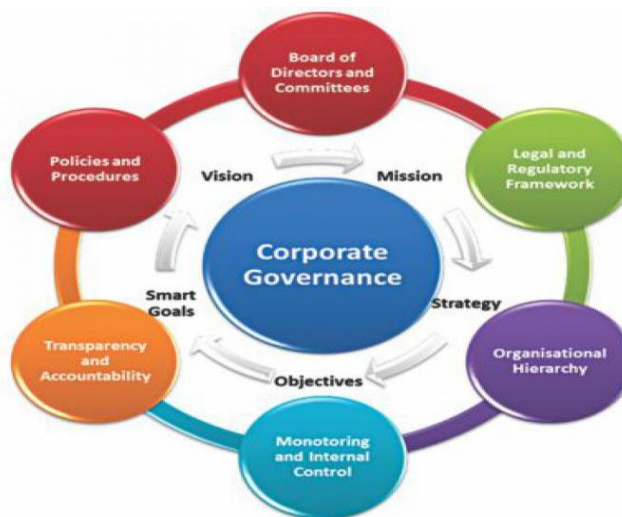 Board of
Directors and
Committees
Policies and
Procedures
Legal and
Regulatory
Framework
Vision
Mission
Corporate
Governance
Smart
Goals
Strategy
Transparency
and
Accountability
Organisational
Hierarchy
Objectives
Monotoring
and Internal
Control